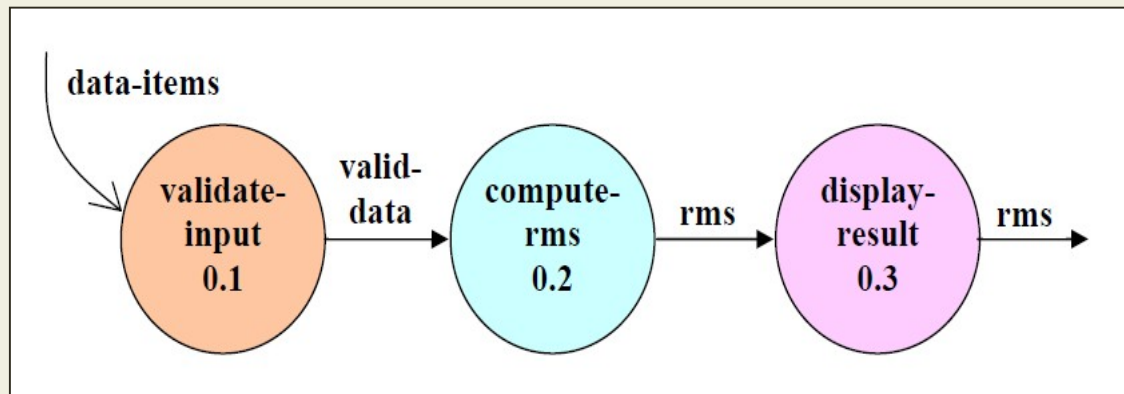 data-items
validate-
input
0.1
valid-
data
compute-
rms
0.2
rms
display-
result
0.3
rms